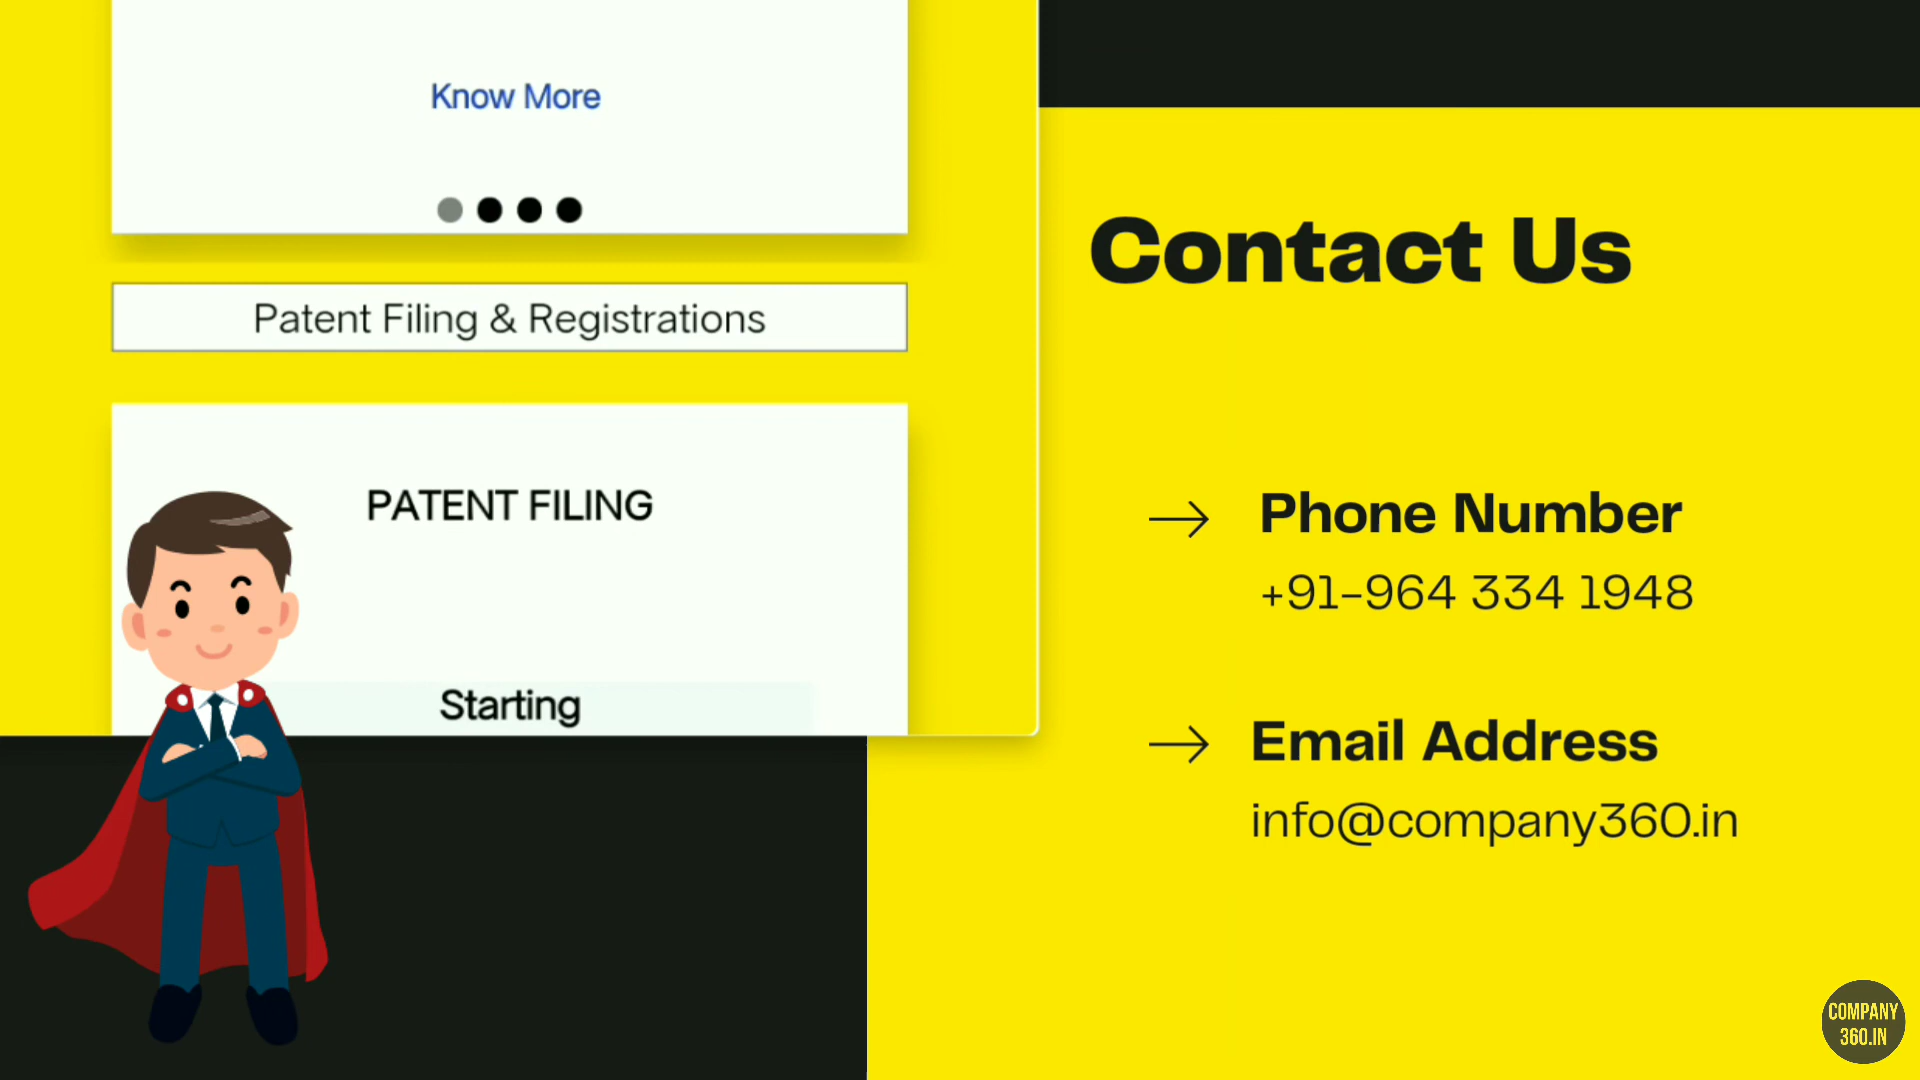 Know More
Patent Filing & Registrations
PATENT FILING
Starting
Contact Us
Phone Number
+91-964 334 1948
Email Address
info@company360.in
COMPANY
360.IN